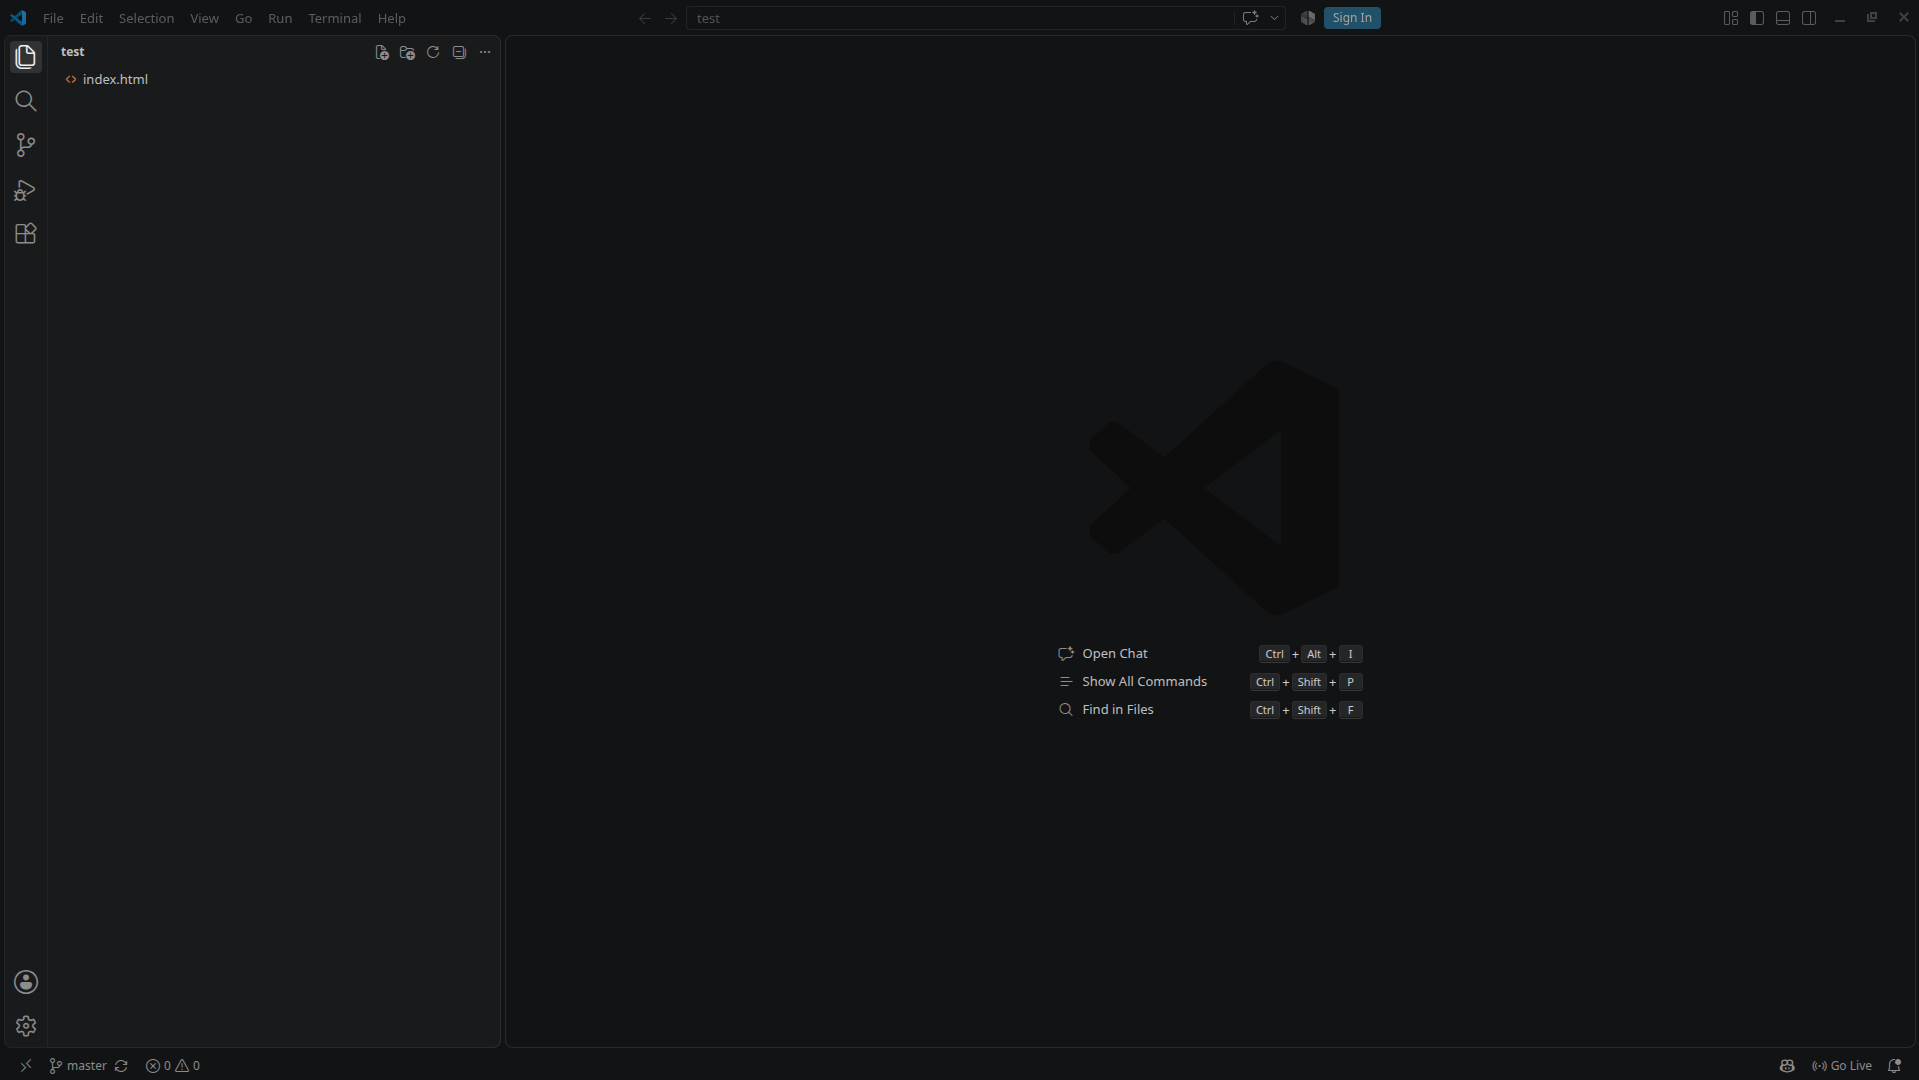 File Edit Selection View Go Run Terminal Help
test
Sign In
test
index.html
Open Chat Ctrl + Alt + I
Show All Commands Ctrl + Shift + P
Find in Files Ctrl + Shift + F
master 0 0
Go Live